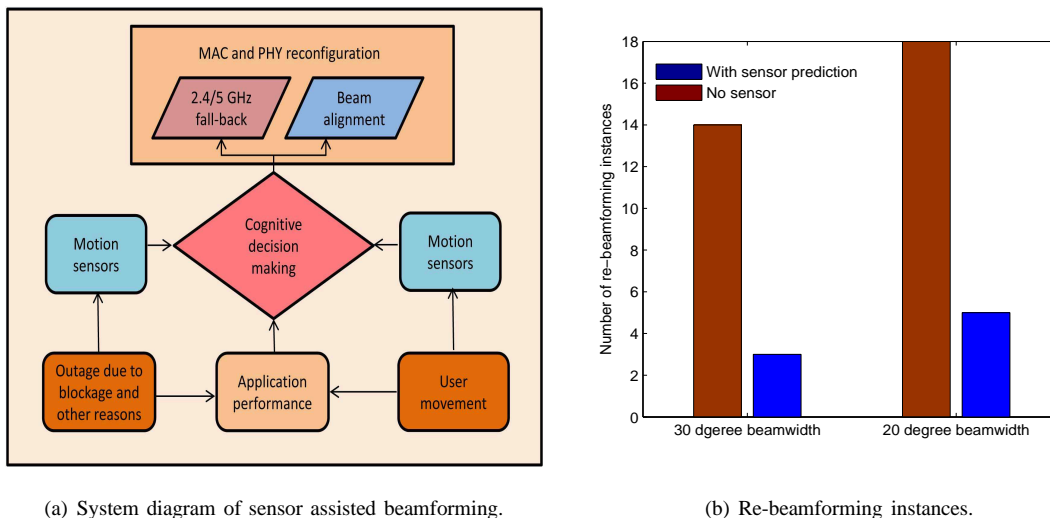 MAC and PHY reconfiguration
2.4/5 GHz
fall-back
Beam
alignment
Cognitive
decision
making
Motion
sensors
Motion
sensors
Outage due to
blockage and
other reasons
Application
performance
User
movement
(a) System diagram of sensor assisted beamforming.
18
16
14
12
10
8
6
4
2
0
Number of re−beamforming instances
With sensor prediction
No sensor
30 dgeree beamwidth
20 degree beamwidth
(b) Re-beamforming instances.